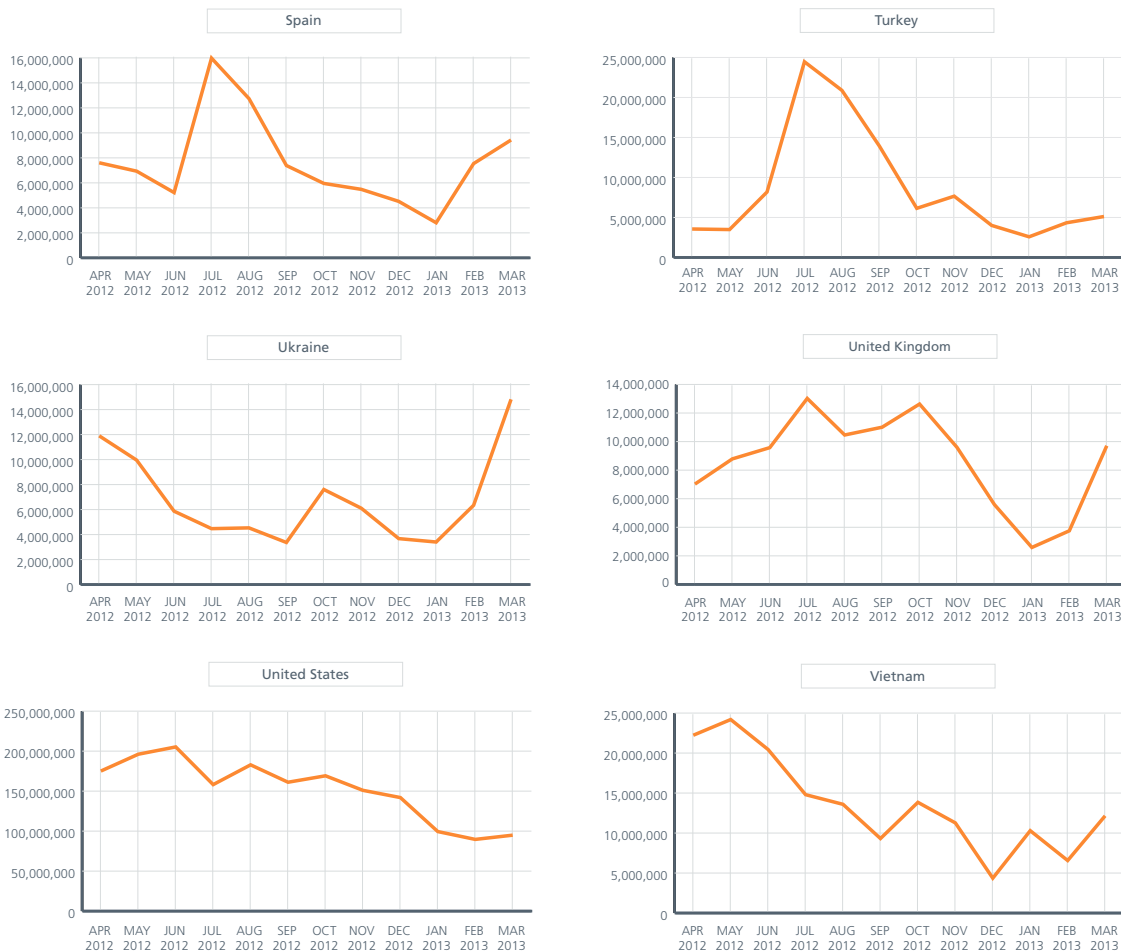 Spain
16,000,000
14,000,000
12,000,000
10,000,000
8,000,000
6,000,000
4,000,000
2,000,000
0
APR MAY JUN JUL AUG SEP OCT NOV DEC JAN FEB MAR
2012 2012 2012 2012 2012 2012 2012 2012 2012 2013 2013 2013
Turkey
25,000,000
20,000,000
15,000,000
10,000,000
5,000,000
0
APR MAY JUN JUL AUG SEP OCT NOV DEC JAN FEB MAR
2012 2012 2012 2012 2012 2012 2012 2012 2012 2013 2013 2013
Ukraine
16,000,000
14,000,000
12,000,000
10,000,000
8,000,000
6,000,000
4,000,000
2,000,000
0
APR MAY JUN JUL AUG SEP OCT NOV DEC JAN FEB MAR
2012 2012 2012 2012 2012 2012 2012 2012 2012 2013 2013 2013
United Kingdom
14,000,000
12,000,000
10,000,000
8,000,000
6,000,000
4,000,000
2,000,000
0
APR MAY JUN JUL AUG SEP OCT NOV DEC JAN FEB MAR
2012 2012 2012 2012 2012 2012 2012 2012 2012 2013 2013 2013
United States
250,000,000
200,000,000
150,000,000
100,000,000
50,000,000
0
APR MAY JUN JUL AUG SEP OCT NOV DEC JAN FEB MAR
2012 2012 2012 2012 2012 2012 2012 2012 2012 2013 2013 2013
Vietnam
25,000,000
20,000,000
15,000,000
10,000,000
5,000,000
0
APR MAY JUN JUL AUG SEP OCT NOV DEC JAN FEB MAR
2012 2012 2012 2012 2012 2012 2012 2012 2012 2013 2013 2013